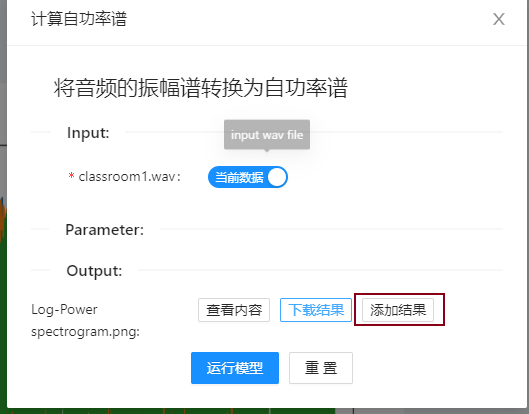 计算自功率谱
将音频的振幅谱转换为自功率谱
Input:
input wav file
* classroom1.wav:
当前数据
Parameter:
Output:
Log-Power
spectrogram.png:
查看内容 下载结果 添加结果
运行模型 重 置